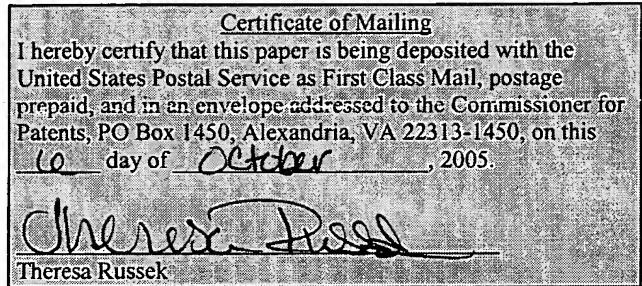 Certificate of Mailing
I hereby certify that this paper is being deposited with the
United States Postal Service as First Class Mail, postage
prepaid, and in an envelope addressed to the Commissioner for
Patents, PO Box 1450, Alexandria, VA 22313-1450, on this
day of October, 2005.
Theresa
Theresa Russek